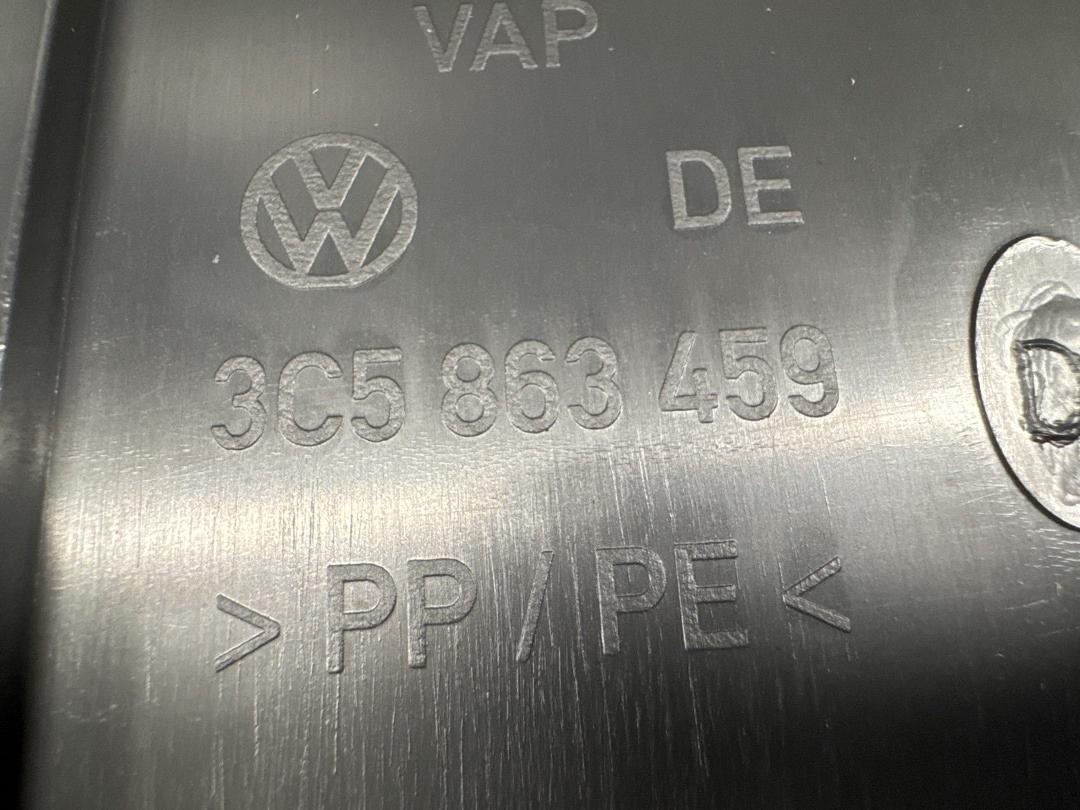 VAP
DE
3C5 863 459
>PP/PE<
D